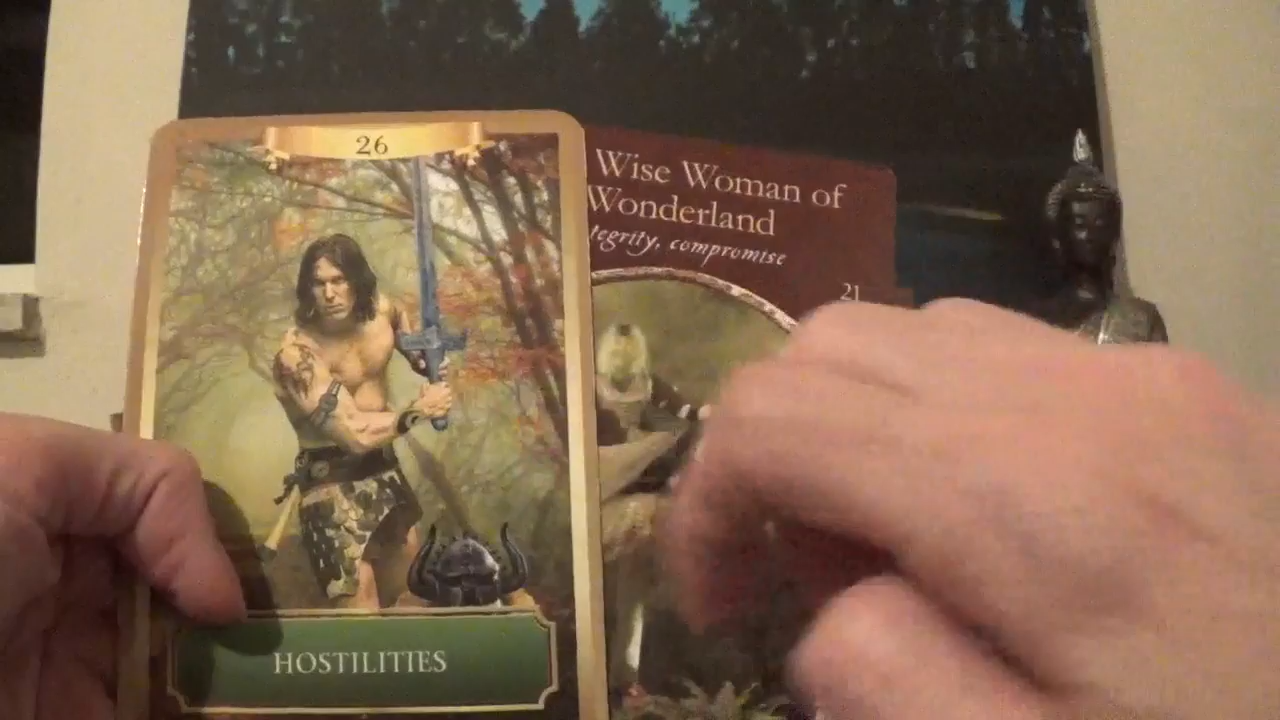 26
HOSTILITIES
Wise Woman of
Wonderland
tegrity, compromise
21